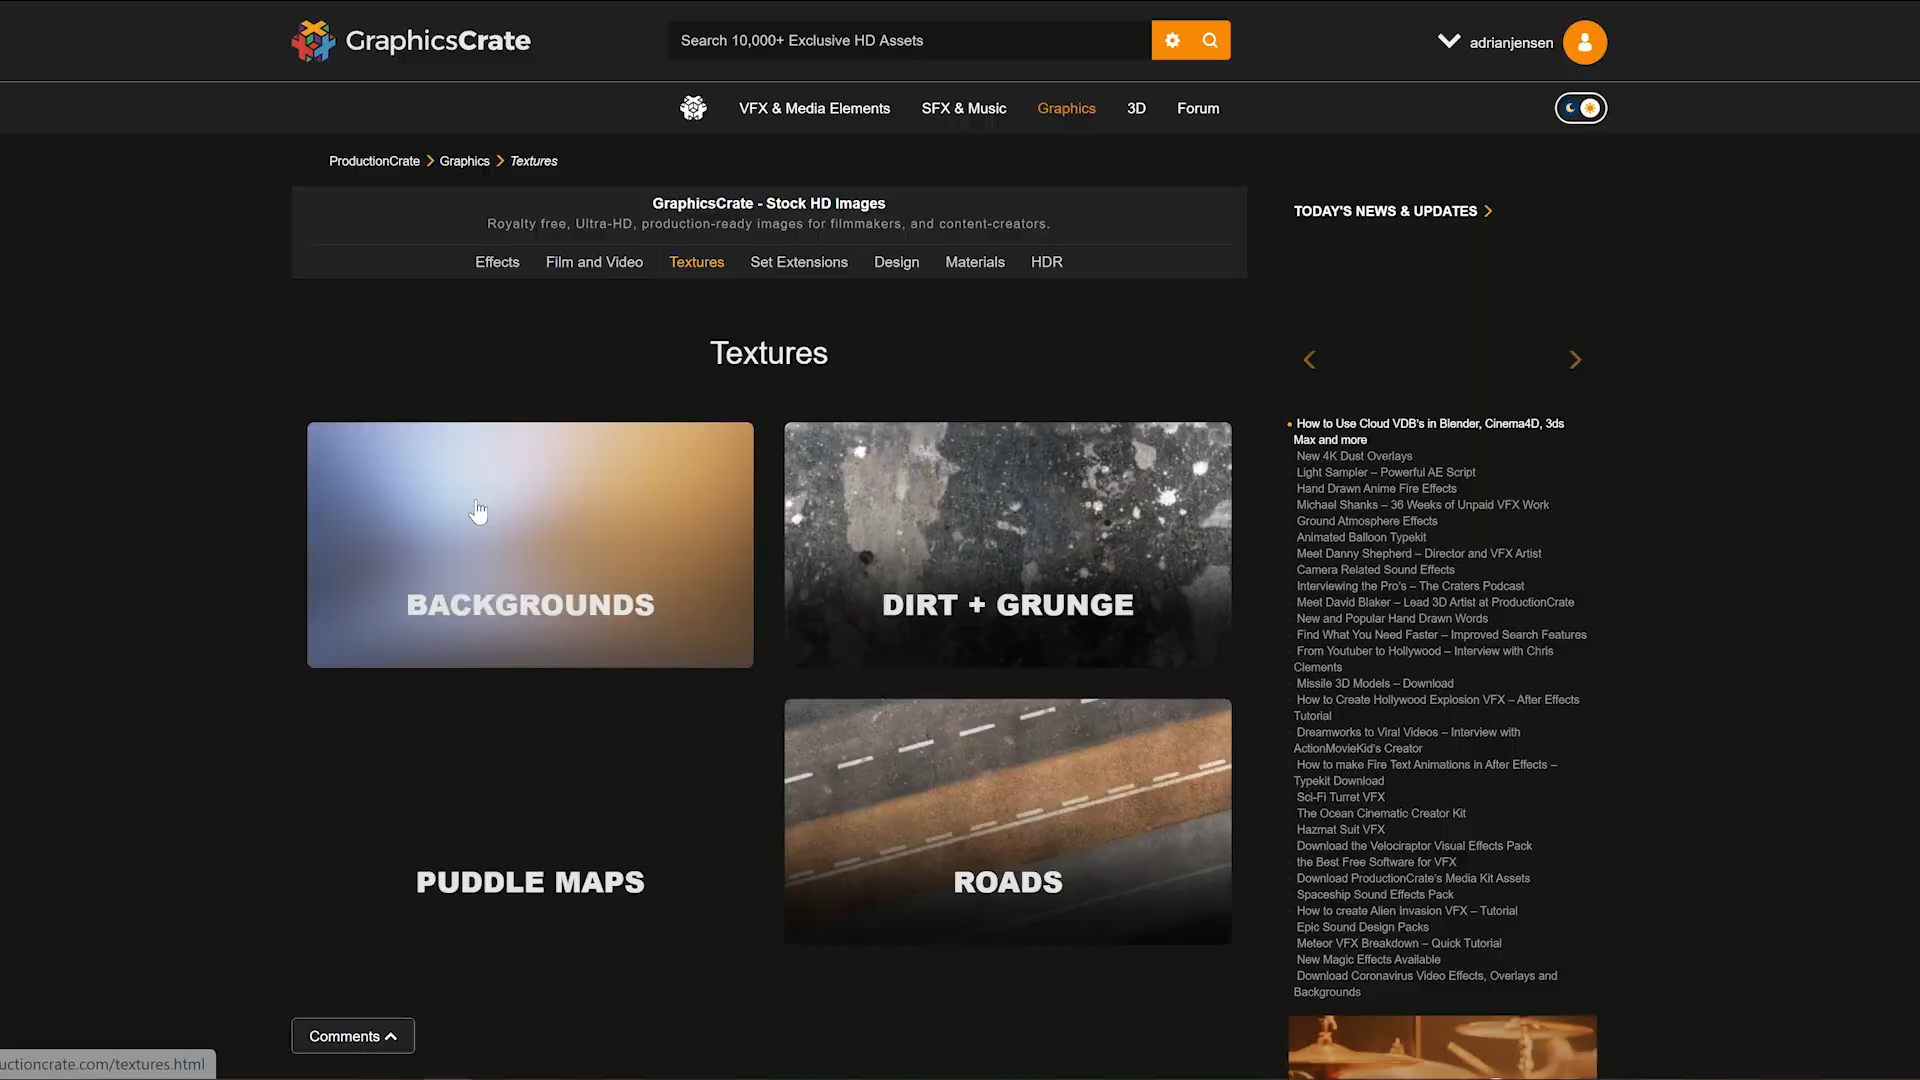 GraphicsCrate
Search 10,000+ Exclusive HD Assets
adrianjensen
VFX & Media Elements
SFX & Music
Graphics
3D
Forum
ProductionCrate > Graphics > Textures
GraphicsCrate - Stock HD Images
Royalty free, Ultra-HD, production-ready images for filmmakers, and content-creators.
Effects
Film and Video
Textures
Set Extensions
Design
Materials
HDR
Textures
BACKGROUNDS
DIRT + GRUNGE
PUDDLE MAPS
ROADS
Comments
uctioncrate.com/textures.html
TODAY'S NEWS & UPDATES
How to Use Cloud VDB's in Blender, Cinema4D, 3ds
Max and more
New 4K Dust Overlays
Light Sampler – Powerful AE Script
Hand Drawn Anime Fire Effects
Michael Shanks – 36 Weeks of Unpaid VFX Work
Ground Atmosphere Effects
Animated Balloon Typekit
Meet Danny Shepherd – Director and VFX Artist
Camera Related Sound Effects
Interviewing the Pro's – The Craters Podcast
Meet David Blaker – Lead 3D Artist at ProductionCrate
New and Popular Hand Drawn Words
Find What You Need Faster – Improved Search Features
From Youtuber to Hollywood – Interview with Chris
Clements
Missile 3D Models – Download
How to Create Hollywood Explosion VFX – After Effects
Tutorial
Dreamworks to Viral Videos – Interview with
ActionMovieKid's Creator
How to make Fire Text Animations in After Effects –
Typekit Download
Sci-Fi Turret VFX
The Ocean Cinematic Creator Kit
Hazmat Suit VFX
Download the Velociraptor Visual Effects Pack
the Best Free Software for VFX
Download ProductionCrate's Media Kit Assets
Spaceship Sound Effects Pack
How to create Alien Invasion VFX – Tutorial
Epic Sound Design Packs
Meteor VFX Breakdown – Quick Tutorial
New Magic Effects Available
Download Coronavirus Video Effects, Overlays and
Backgrounds